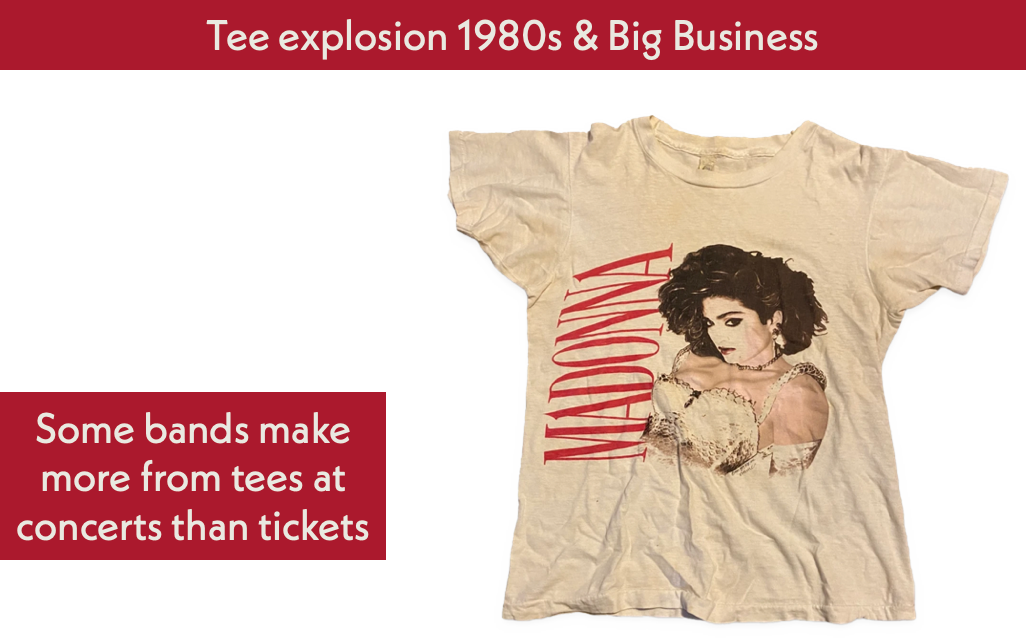 Tee explosion 1980s & Big Business
MADONNA
Some bands make
more from tees at
concerts than tickets